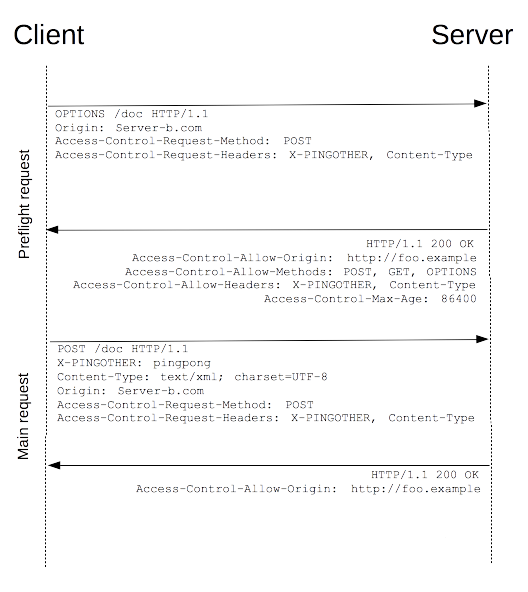 Client
Server
Preflight request
OPTIONS /doc HTTP/1.1
Origin: Server-b.com
Access-Control-Request-Method: POST
Access-Control-Request-Headers: X-PINGOTHER, Content-Type
HTTP/1.1 200 OK
Access-Control-Allow-Origin: http://foo.example
Access-Control-Allow-Methods: POST, GET, OPTIONS
Access-Control-Allow-Headers: X-PINGOTHER, Content-Type
Access-Control-Max-Age: 86400
Main request
POST /doc HTTP/1.1
X-PINGOTHER: pingpong
Content-Type: text/xml; charset=UTF-8
Origin: Server-b.com
Access-Control-Request-Method: POST
Access-Control-Request-Headers: X-PINGOTHER, Content-Type
HTTP/1.1 200 OK
Access-Control-Allow-Origin: http://foo.example